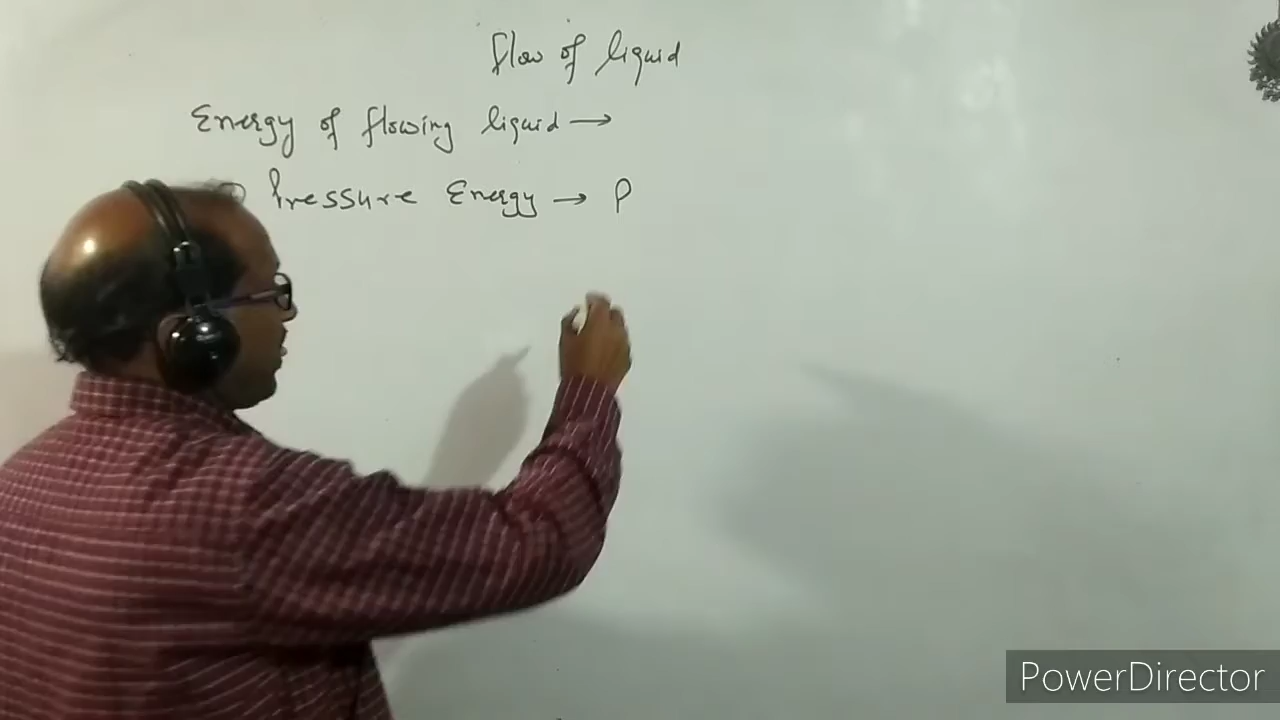 flow of liquid
Energy of flowing liquid →
Pressure Energy → P
PowerDirector